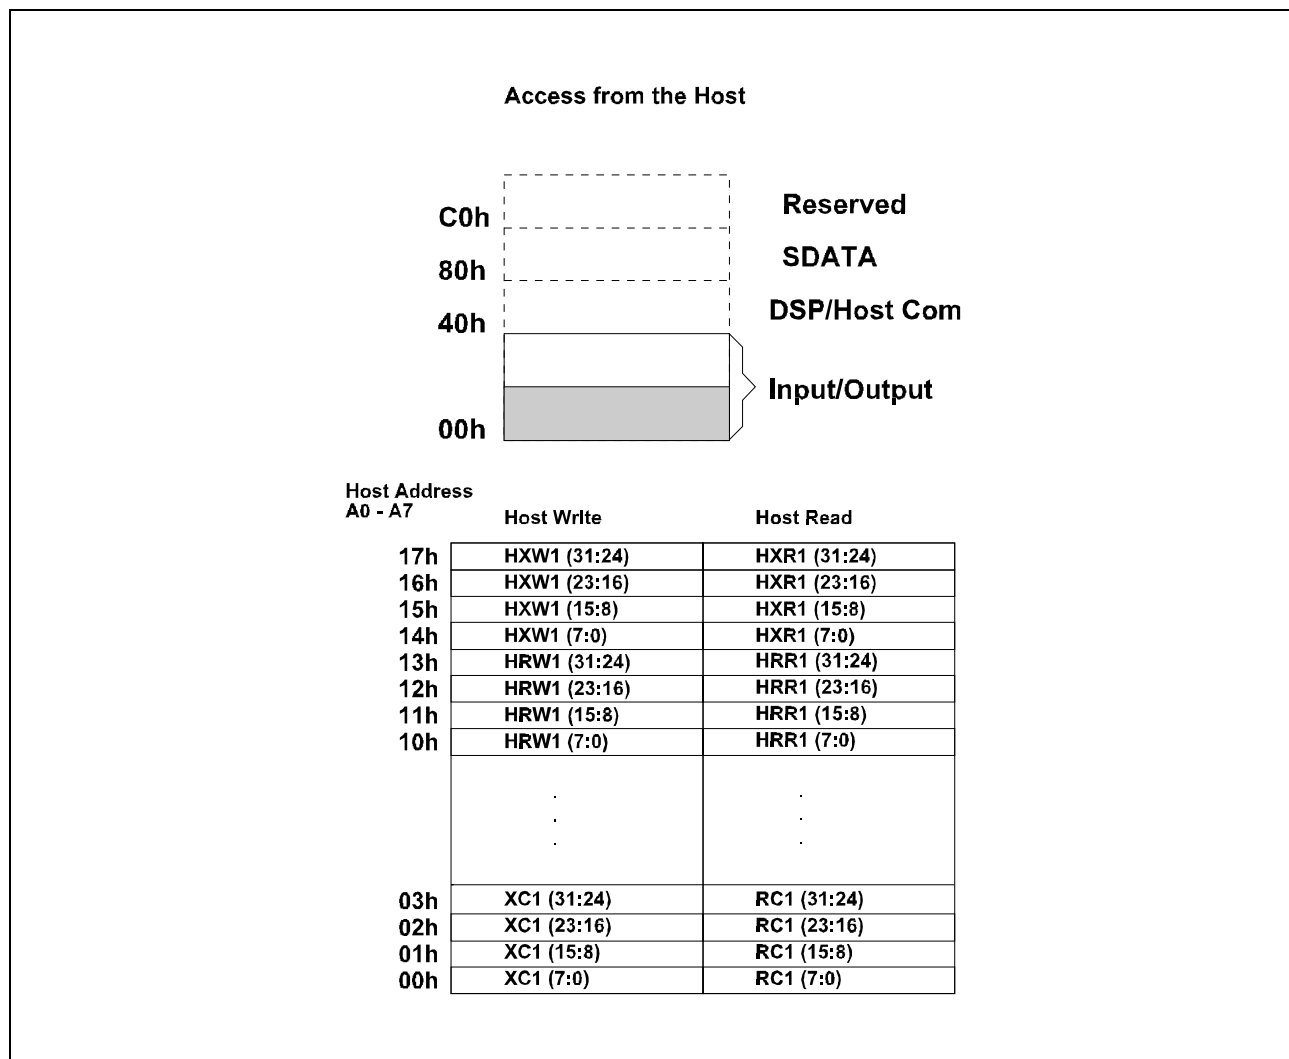 Access from the Host
C0h Reserved
80h SDATA
40h DSP/Host Com
Input/Output
00h
Host Address
A0 - A7 Host Write Host Read
17h HXW1 (31:24) HXR1 (31:24)
16h HXW1 (23:16) HXR1 (23:16)
15h HXW1 (15:8) HXR1 (15:8)
14h HXW1 (7:0) HXR1 (7:0)
13h HRW1 (31:24) HRR1 (31:24)
12h HRW1 (23:16) HRR1 (23:16)
11h HRW1 (15:8) HRR1 (15:8)
10h HRW1 (7:0) HRR1 (7:0)
. .
. .
. .
03h XC1 (31:24) RC1 (31:24)
02h XC1 (23:16) RC1 (23:16)
01h XC1 (15:8) RC1 (15:8)
00h XC1 (7:0) RC1 (7:0)